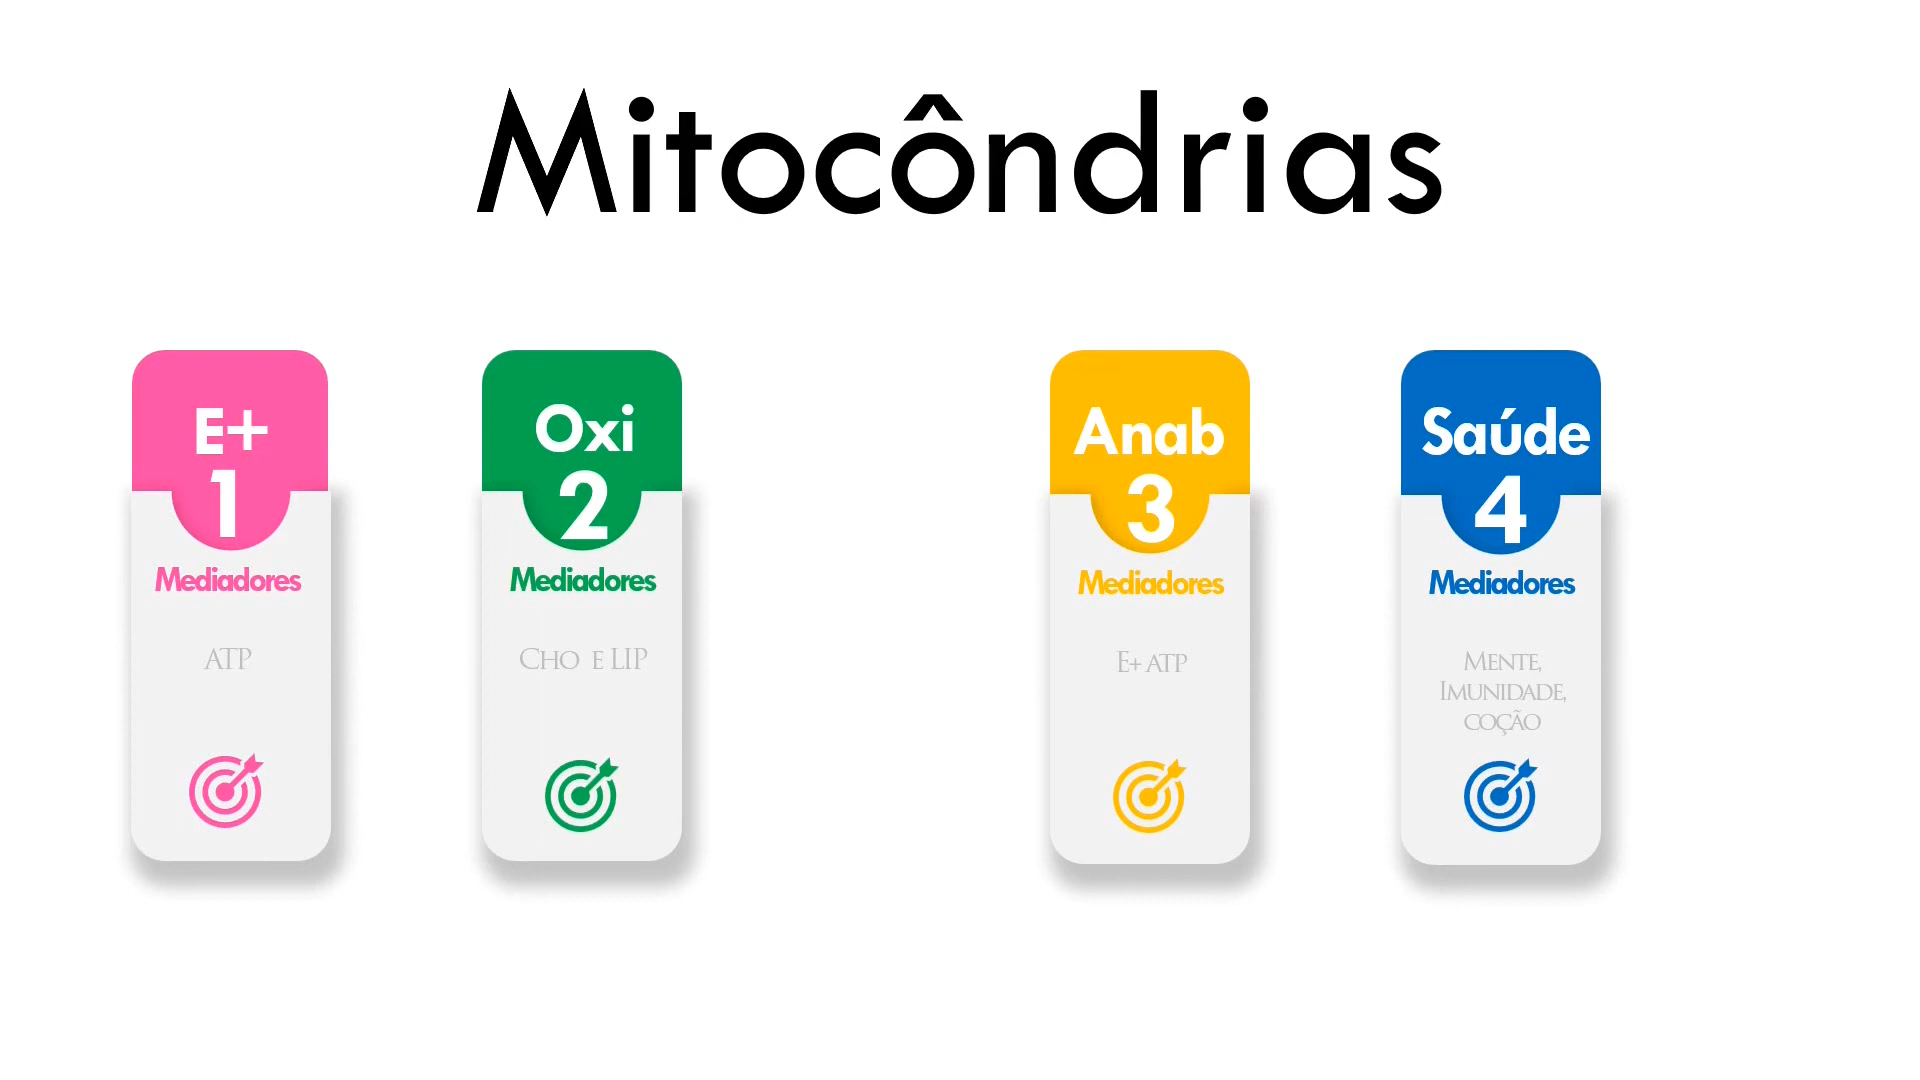 Mitocôndrias
E+
1
Mediadores
ATP
Oxi
2
Mediadores
CHO E LIP
Anab
3
Mediadores
E+ ATP
Saúde
4
Mediadores
MENTE,
IMUNIDADE,
COÇÃO